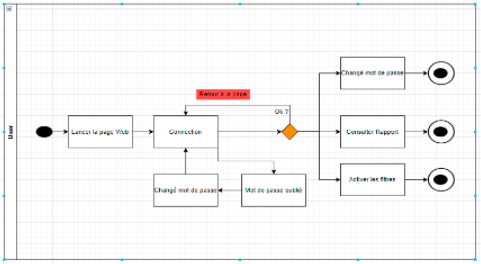 User
Lancer la page Web
Connection
Retour à la page
Ok ?
Changé mot de passe
Consulter Rapport
Activer les filtres
Changé mot de passe
Mot de passe oublié